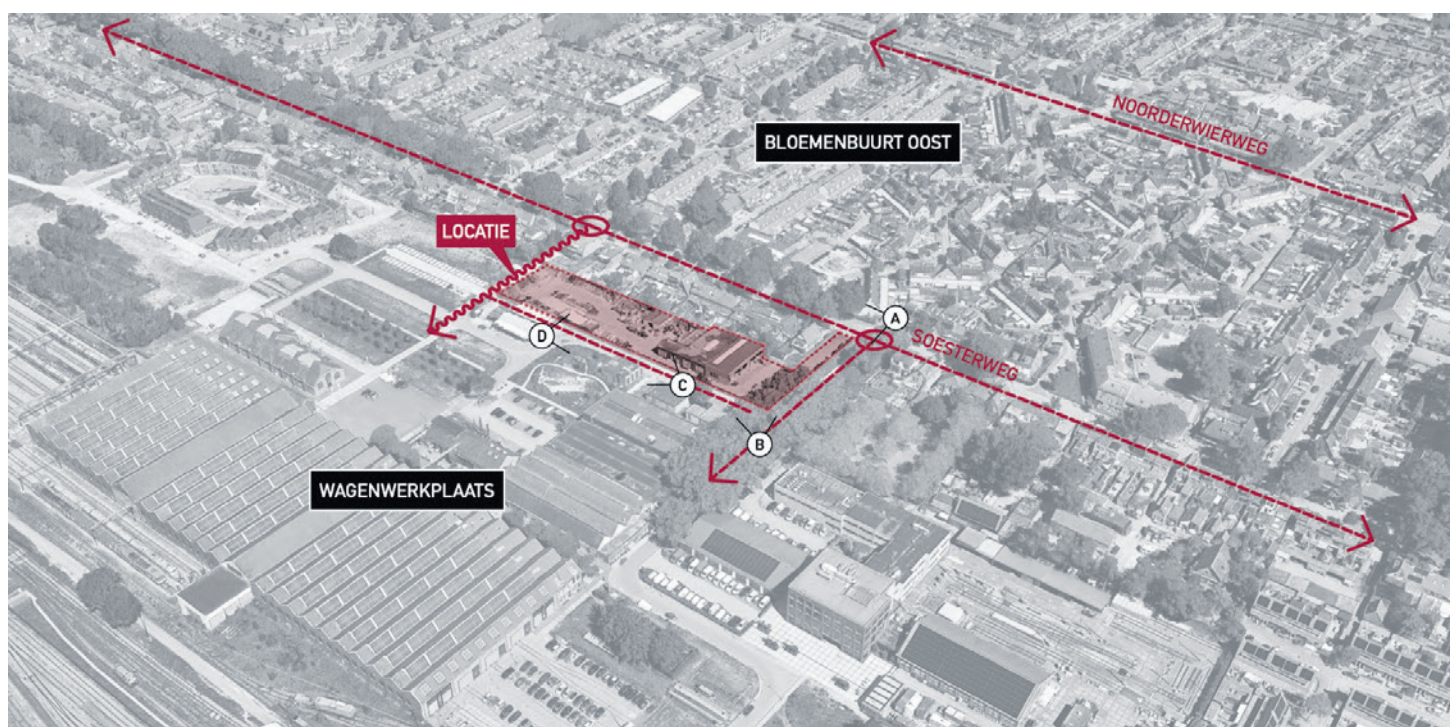 NOORDERWIERWEG
BLOEMENBUURT OOST
LOCATIE
A
SOESTERWEG
D
C
B
WAGENWERKPLAATS